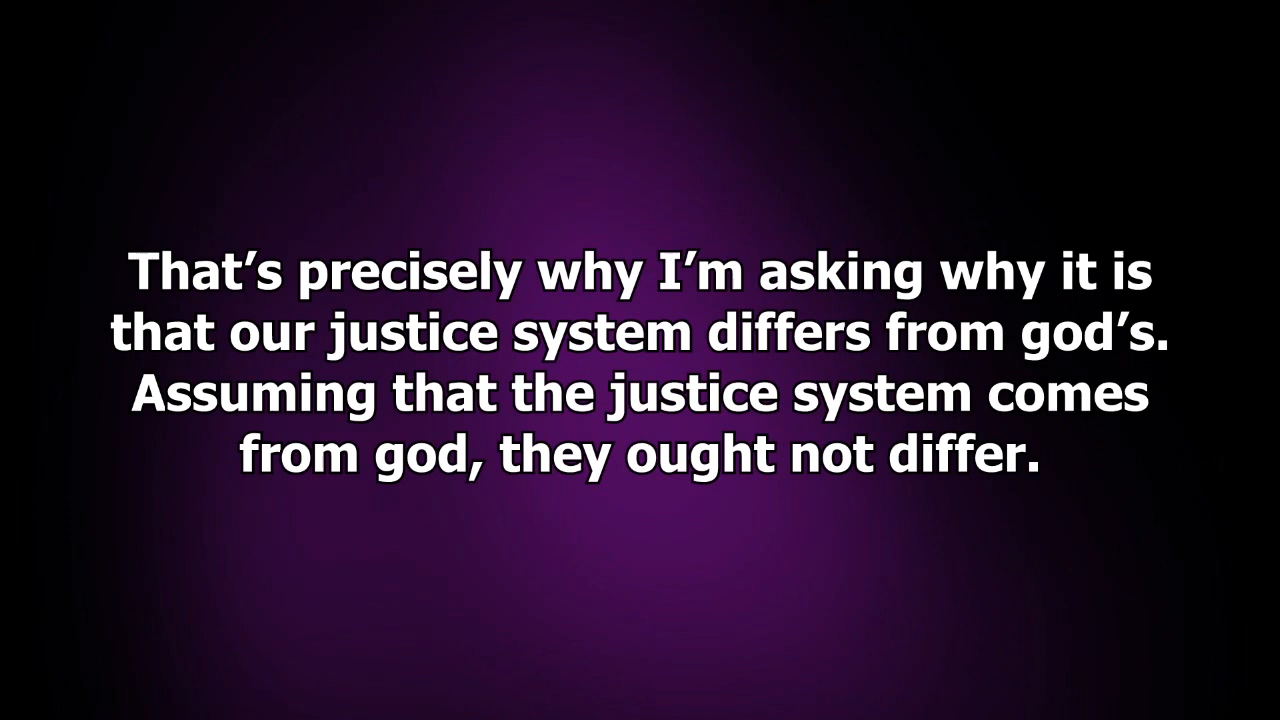 That’s precisely why I’m asking why it is
that our justice system differs from god’s.
Assuming that the justice system comes
from god, they ought not differ.